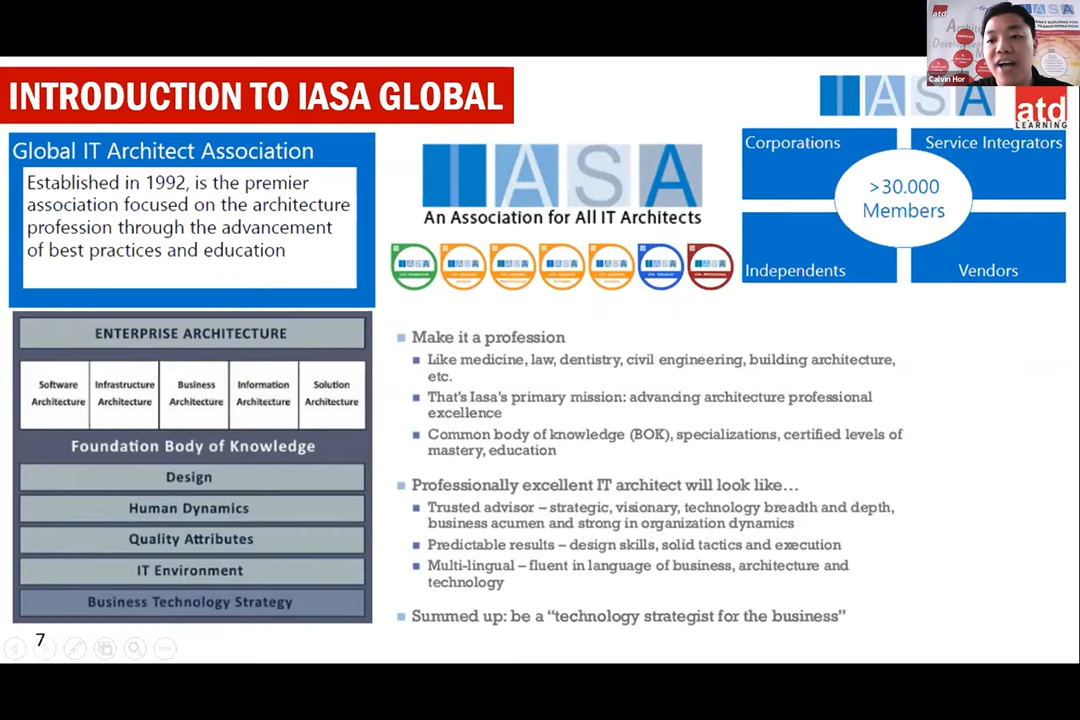 INTRODUCTION TO IASA GLOBAL
Calvin Hor
IASA
atd
LEARNING
Global IT Architect Association
Established in 1992, is the premier
association focused on the architecture
profession through the advancement
of best practices and education
IASA
An Association for All IT Architects
Corporations
Service Integrators
>30.000
Members
Independents
Vendors
ENTERPRISE ARCHITECTURE
Software
Architecture
Infrastructure
Architecture
Business
Architecture
Information
Architecture
Solution
Architecture
Foundation Body of Knowledge
Design
Human Dynamics
Quality Attributes
IT Environment
Business Technology Strategy
Make it a profession
Like medicine, law, dentistry, civil engineering, building architecture,
etc.
That's Iasa's primary mission: advancing architecture professional
excellence
Common body of knowledge (BOK), specializations, certified levels of
mastery, education
Professionally excellent IT architect will look like…
Trusted advisor – strategic, visionary, technology breadth and depth,
business acumen and strong in organization dynamics
Predictable results – design skills, solid tactics and execution
Multi-lingual – fluent in language of business, architecture and
technology
Summed up: be a “technology strategist for the business”
7